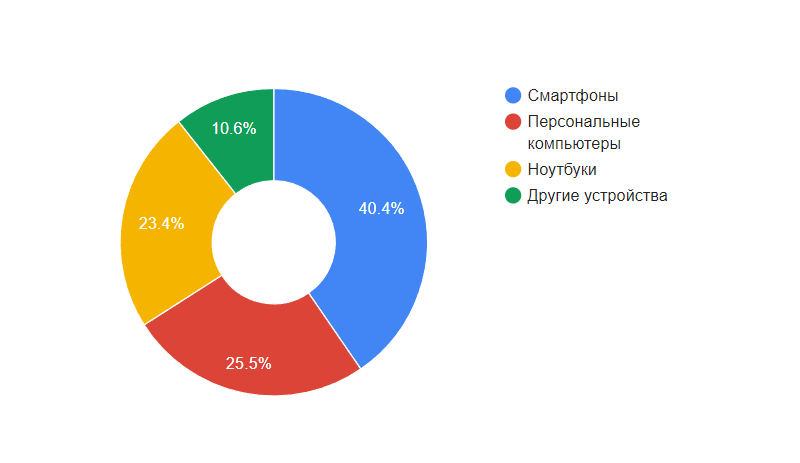 Смартфоны
Персональные
компьютеры
Ноутбуки
Другие устройства
10.6%
40.4%
23.4%
25.5%